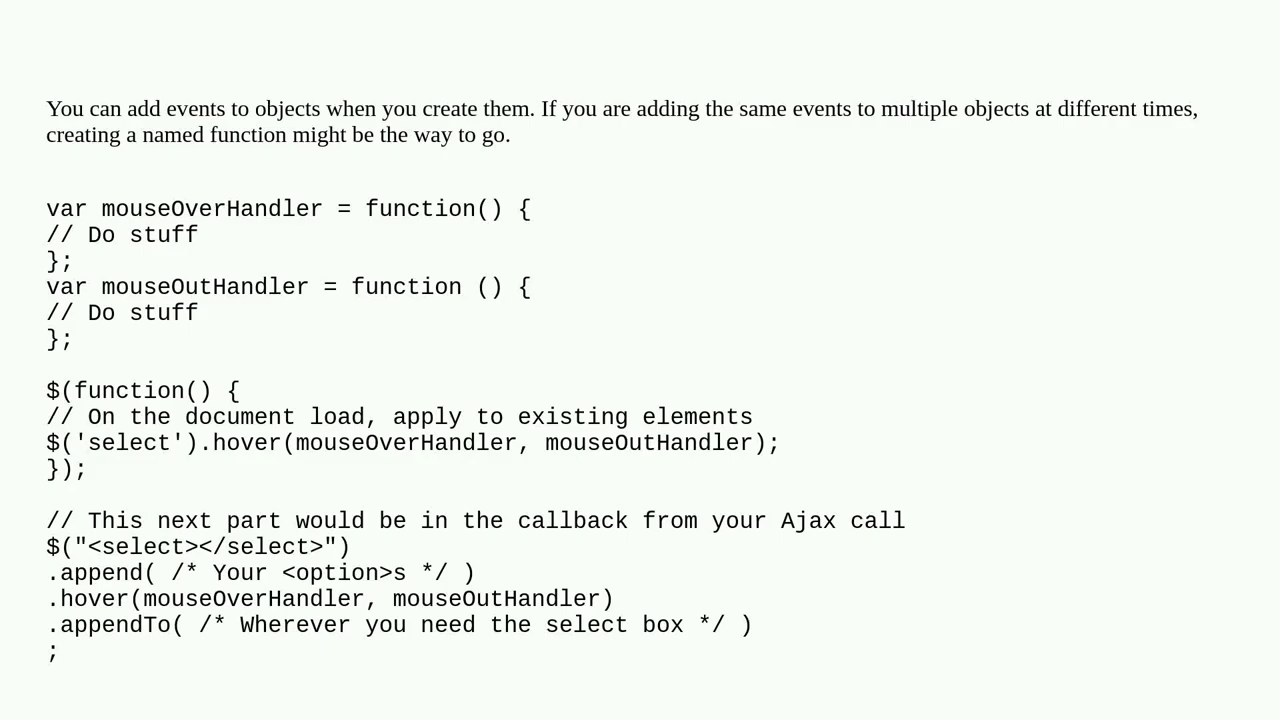 You can add events to objects when you create them. If you are adding the same events to multiple objects at different times,
creating a named function might be the way to go.
var mouseOverHandler = function() {
// Do stuff
};
var mouseOutHandler = function () {
// Do stuff
};
$(function() {
// On the document load, apply to existing elements
$('select').hover(mouseOverHandler, mouseOutHandler);
});
// This next part would be in the callback from your Ajax call
$("<select></select>")
.append( /* Your <option>s */ )
.hover(mouseOverHandler, mouseOutHandler)
.appendTo( /* Wherever you need the select box */ )
;